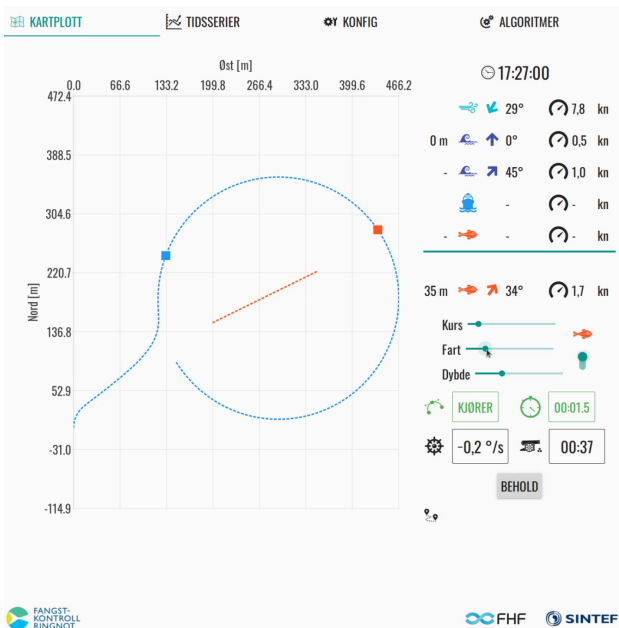 KARTPLOTT TIDSSERIER KONFIG ALGORITMER
Øst [m]
0.0 66.6 133.2 199.8 266.4 333.0 399.6 466.2
472.4
388.5
304.6
220.7
136.8
52.9
-31.0
-114.9
Nord [m]
17:27:00
29° 7,8 kn
0 m 0° 0,5 kn
- 45° 1,0 kn
- - kn
- - - kn
35 m 34° 1,7 kn
Kurs
Fart
Dybde
KJØRER 00:01.5
-0,2 °/s 00:37
BEHOLD
FANGST-
KONTROLL
RINGNOT
FHF SINTEF